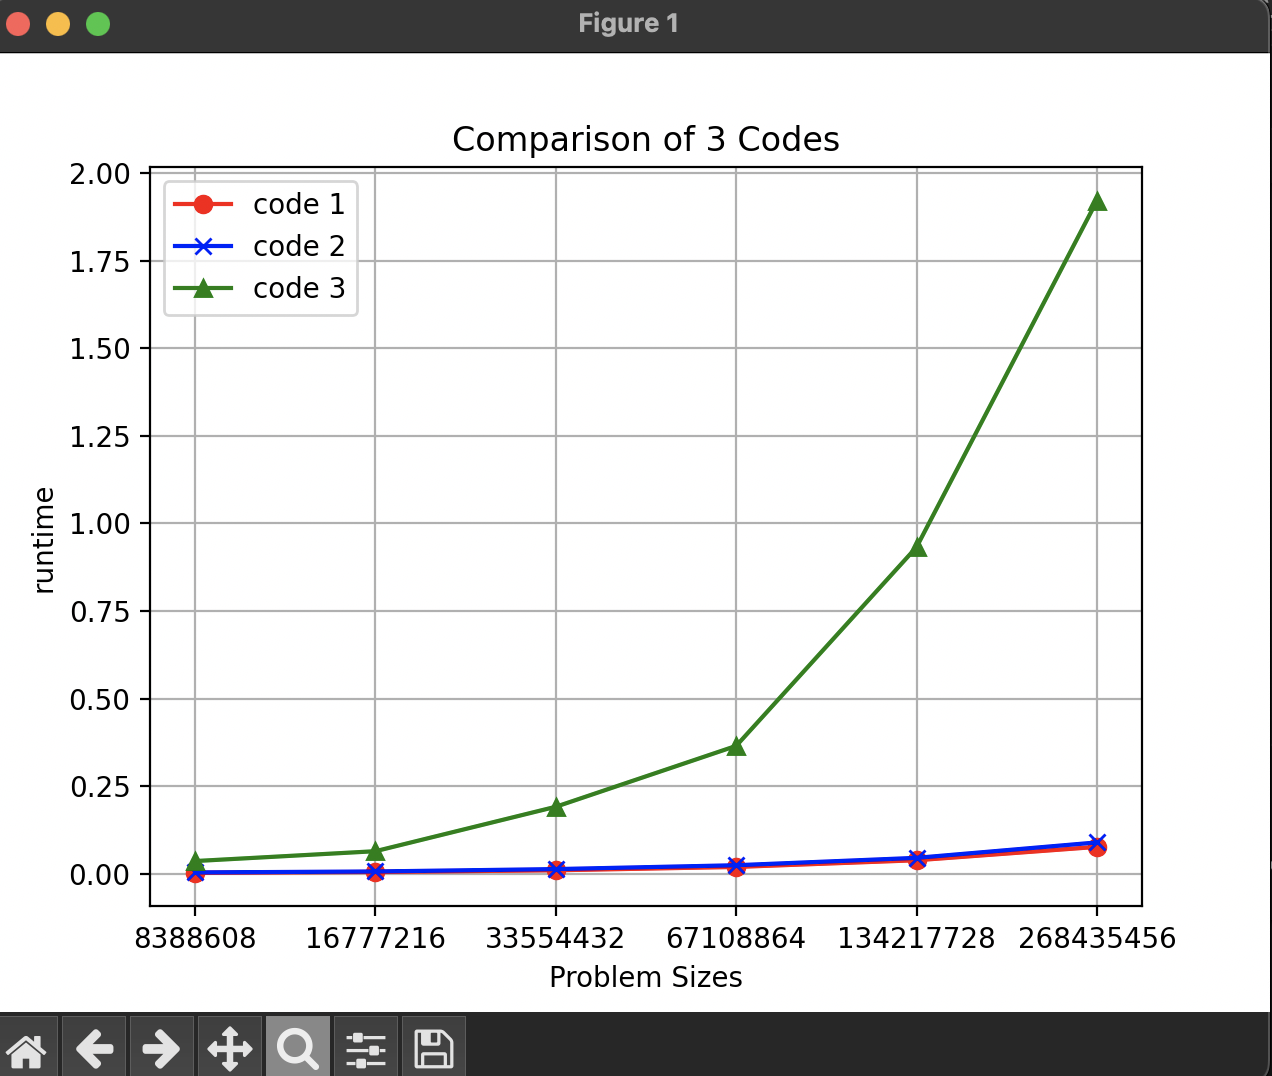 Figure 1
Comparison of 3 Codes
2.00
1.75
1.50
1.25
1.00
0.75
0.50
0.25
0.00
code 1
code 2
code 3
runtime
8388608 16777216 33554432 67108864 134217728 268435456
Problem Sizes